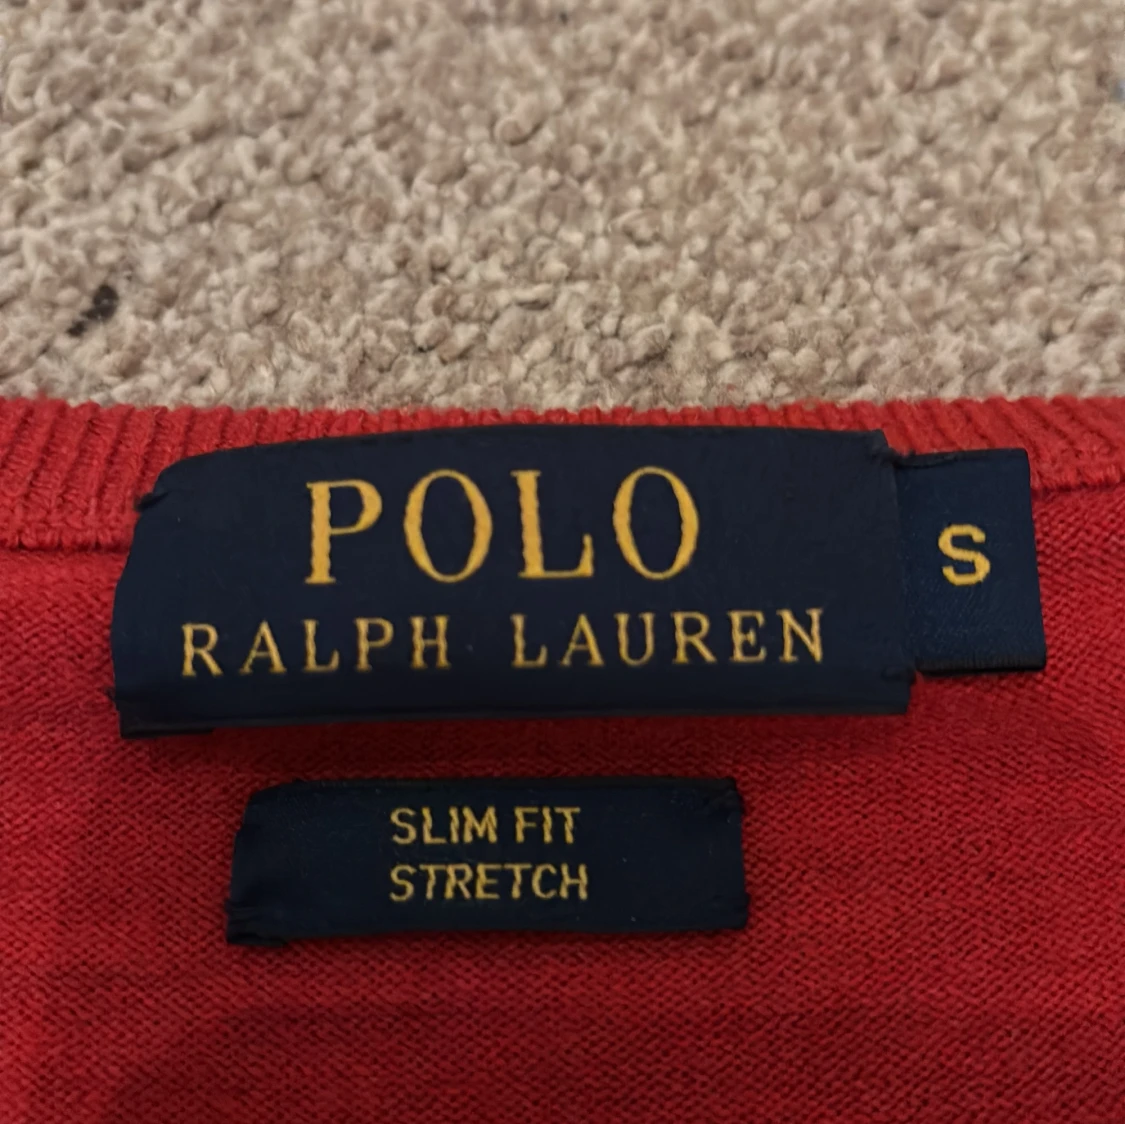 POLO
RALPH LAUREN
S
SLIM FIT
STRETCH